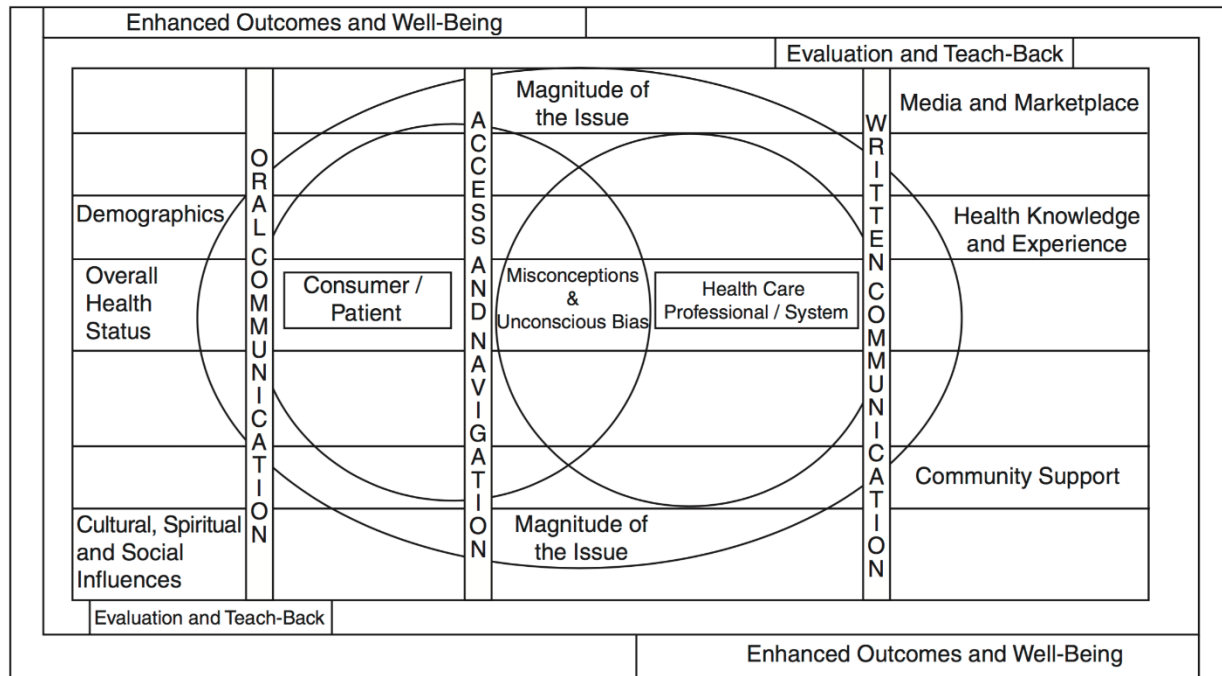 Enhanced Outcomes and Well-Being
Evaluation and Teach-Back
Magnitude of
the Issue
Media and Marketplace
ORAL COMMUNICATION
ACCESS AND NAVIGATION
WRITTEN COMMUNICATION
Demographics
Health Knowledge
and Experience
Overall
Health
Status
Consumer /
Patient
Misconceptions
&
Unconscious Bias
Health Care
Professional / System
Community Support
Cultural, Spiritual
and Social
Influences
Magnitude of
the Issue
Evaluation and Teach-Back
Enhanced Outcomes and Well-Being